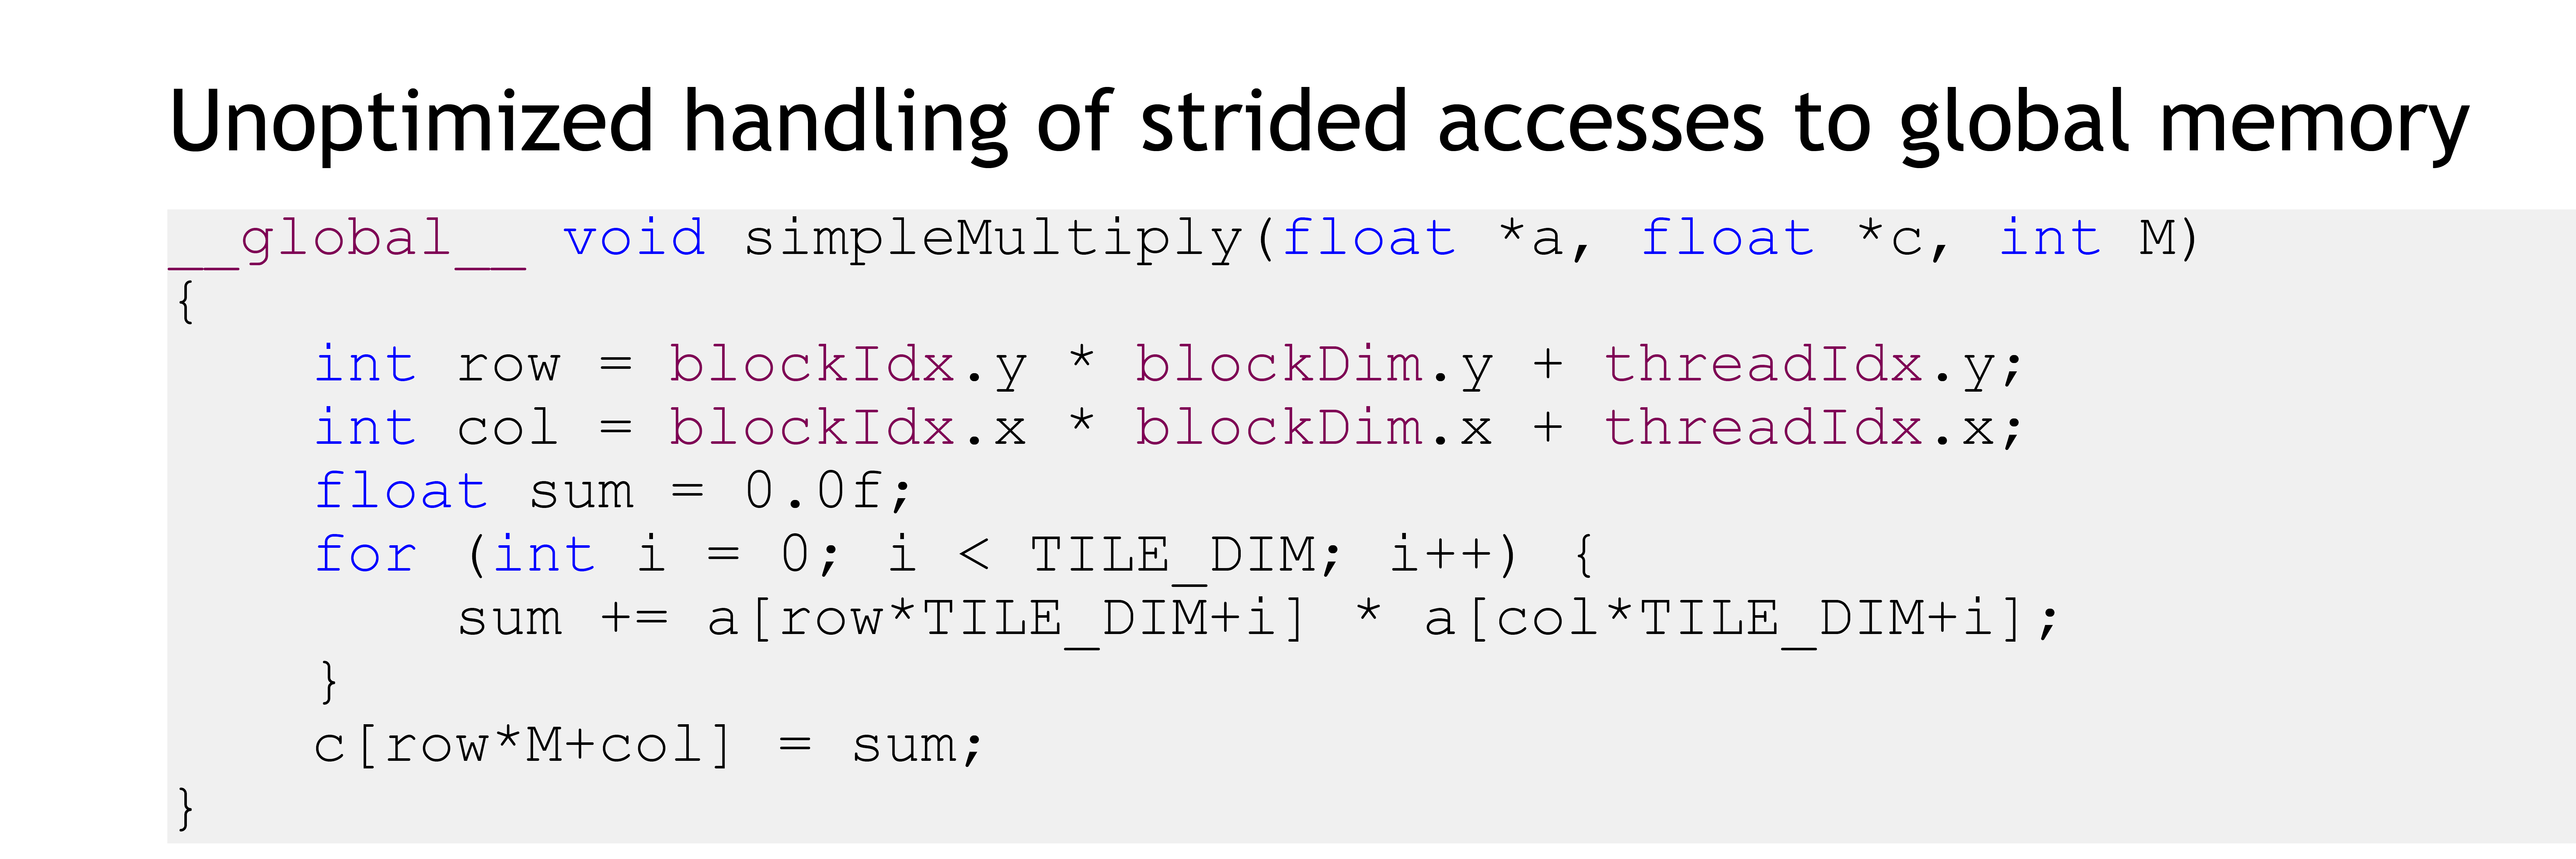 Unoptimized handling of strided accesses to global memory
__global__ void simpleMultiply(float *a, float *c, int M)
{
    int row = blockIdx.y * blockDim.y + threadIdx.y;
    int col = blockIdx.x * blockDim.x + threadIdx.x;
    float sum = 0.0f;
    for (int i = 0; i < TILE_DIM; i++) {
        sum += a[row*TILE_DIM+i] * a[col*TILE_DIM+i];
    }
    c[row*M+col] = sum;
}